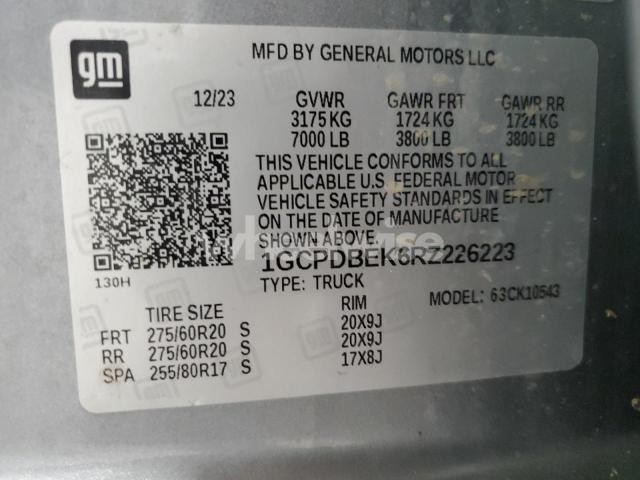 gm
MFD BY GENERAL MOTORS LLC
12/23 GVWR GAWR FRT GAWR RR
3175 KG 1724 KG 1724 KG
7000 LB 3800 LB 3800 LB
THIS VEHICLE CONFORMS TO ALL
APPLICABLE U.S. FEDERAL MOTOR
VEHICLE SAFETY STANDARDS IN EFFECT
ON THE DATE OF MANUFACTURE
SHOWN ABOVE.
1GCPDBEK6RZ226223
130H
TYPE: TRUCK MODEL: 63CK10543
TIRE SIZE RIM
FRT 275/60R20 S 20X9J
RR 275/60R20 S 20X9J
SPA 255/80R17 S 17X8J